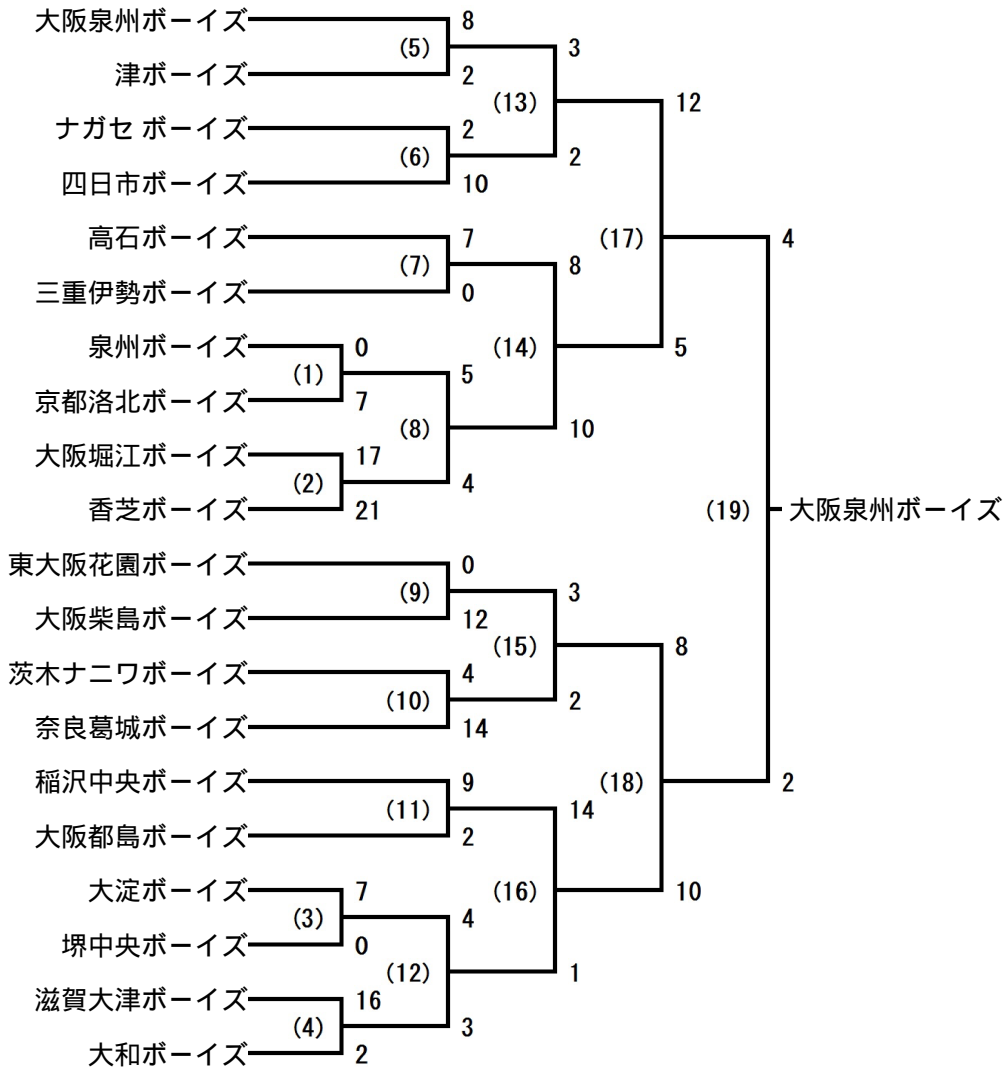 大阪泉州ボーイズ 8
(5) 3
津ボーイズ 2
(13) 12
ナガセ ボーイズ 2
(6) 2
四日市ボーイズ 10
高石ボーイズ 7 (17) 4
(7) 8
三重伊勢ボーイズ 0
泉州ボーイズ 0 (14) 5
(1) 5
京都洛北ボーイズ 7
(8) 10
大阪堀江ボーイズ 17
(2) 4
香芝ボーイズ 21 (19) 大阪泉州ボーイズ
東大阪花園ボーイズ 0
(9) 3
大阪柴島ボーイズ 12
(15) 8
茨木ナニワボーイズ 4
(10) 2
奈良葛城ボーイズ 14
稲沢中央ボーイズ 9 (18) 2
(11) 14
大阪都島ボーイズ 2
大淀ボーイズ 7 (16) 10
(3) 4
堺中央ボーイズ 0
(12) 1
滋賀大津ボーイズ 16
(4) 3
大和ボーイズ 2